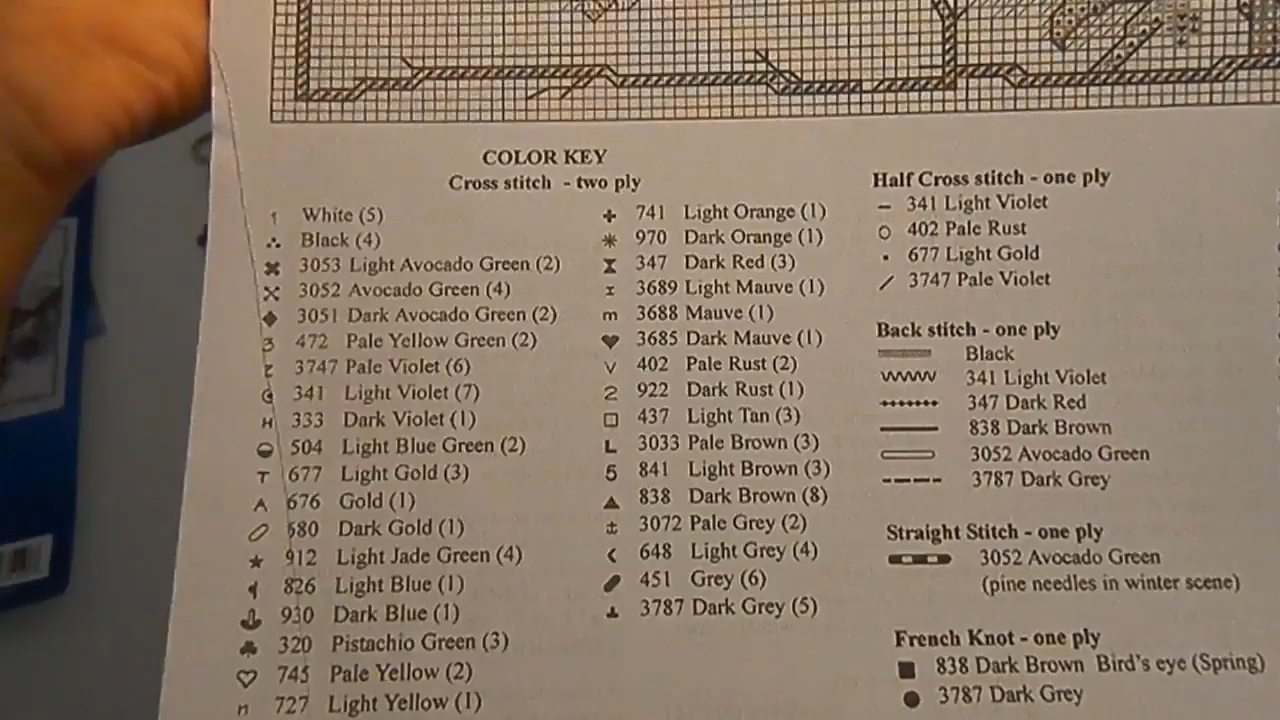 COLOR KEY
Cross stitch - two ply
White (5)
Black (4)
3053 Light Avocado Green (2)
3052 Avocado Green (4)
3051 Dark Avocado Green (2)
472 Pale Yellow Green (2)
3747 Pale Violet (6)
341 Light Violet (7)
333 Dark Violet (1)
504 Light Blue Green (2)
677 Light Gold (3)
676 Gold (1)
680 Dark Gold (1)
912 Light Jade Green (4)
826 Light Blue (1)
930 Dark Blue (1)
320 Pistachio Green (3)
745 Pale Yellow (2)
727 Light Yellow (1)
741 Light Orange (1)
970 Dark Orange (1)
347 Dark Red (3)
3689 Light Mauve (1)
m 3688 Mauve (1)
3685 Dark Mauve (1)
V 402 Pale Rust (2)
2 922 Dark Rust (1)
437 Light Tan (3)
L 3033 Pale Brown (3)
5 841 Light Brown (3)
838 Dark Brown (8)
3072 Pale Grey (2)
648 Light Grey (4)
451 Grey (6)
3787 Dark Grey (5)
Half Cross stitch - one ply
341 Light Violet
402 Pale Rust
677 Light Gold
3747 Pale Violet
Back stitch - one ply
Black
341 Light Violet
347 Dark Red
838 Dark Brown
3052 Avocado Green
3787 Dark Grey
Straight Stitch - one ply
3052 Avocado Green
(pine needles in winter scene)
French Knot - one ply
838 Dark Brown Bird's eye (Spring)
3787 Dark Grey